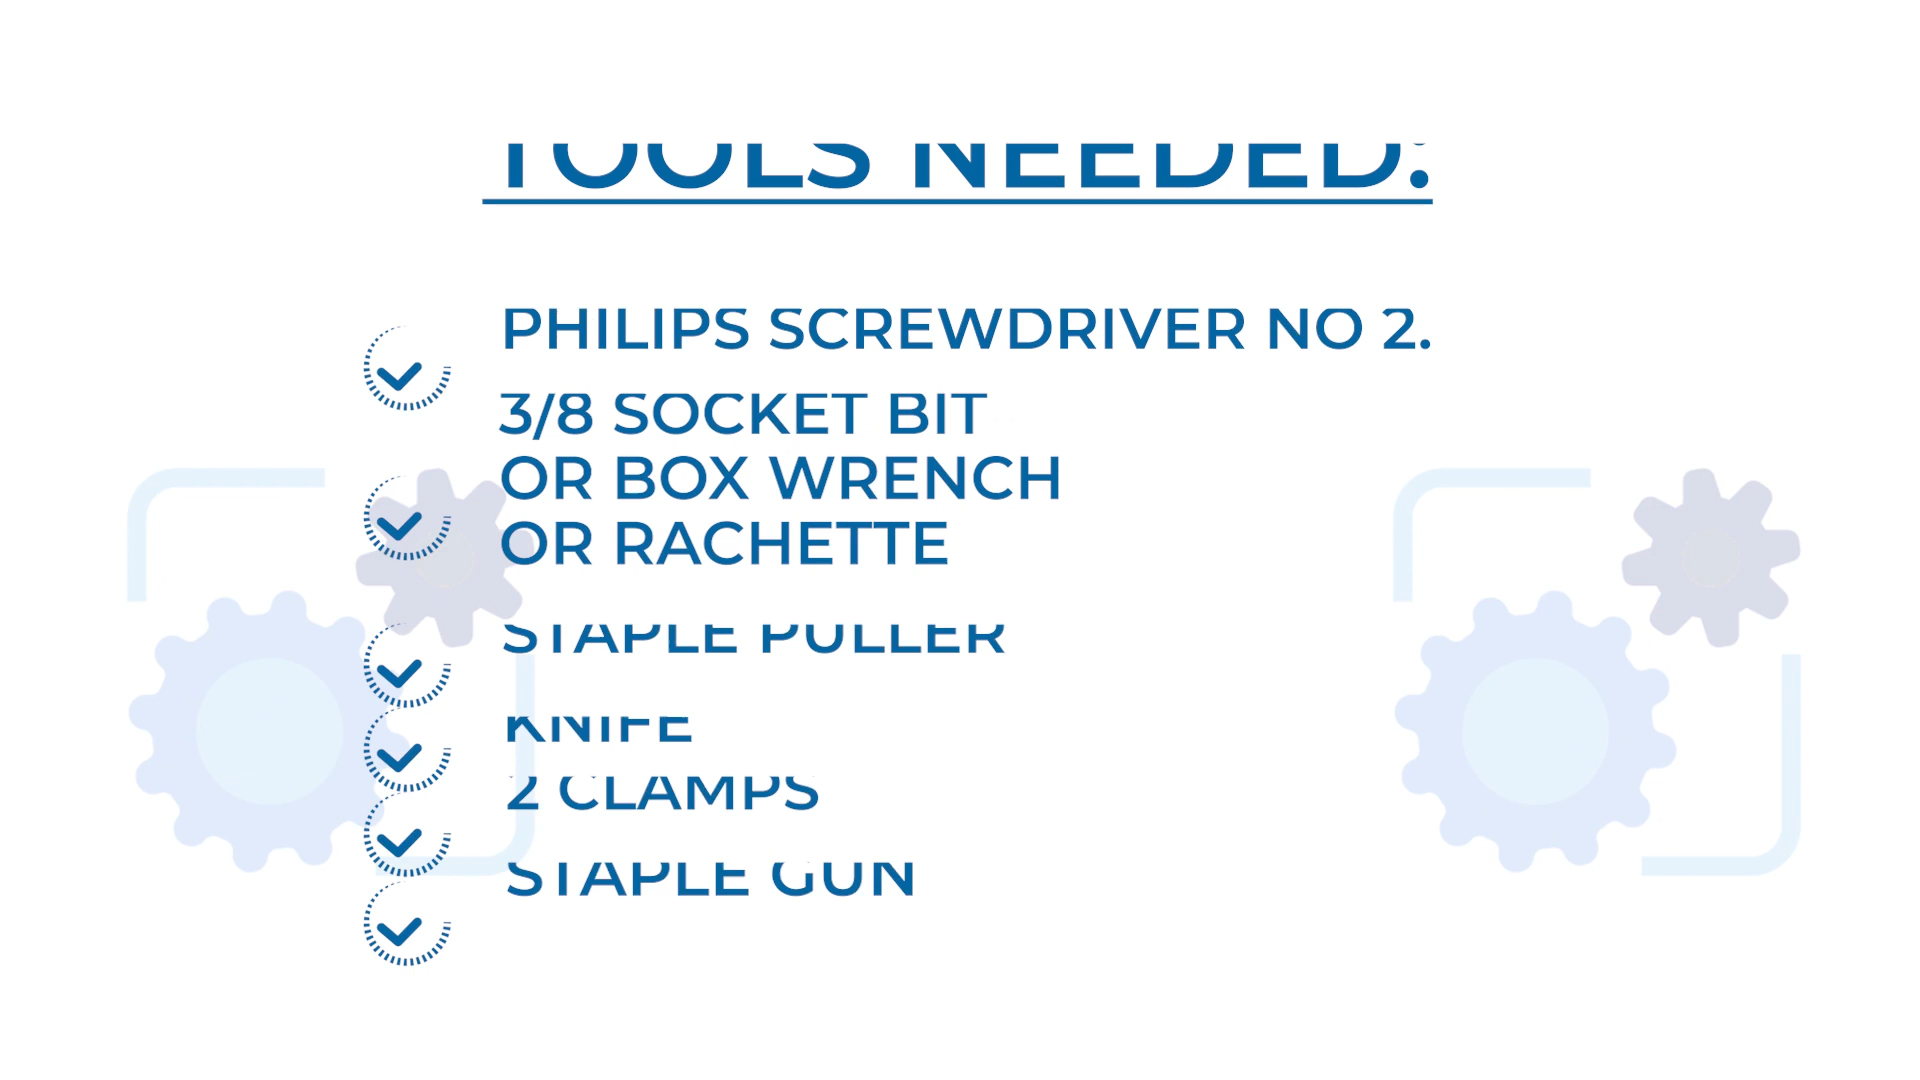 TOOLS NEEDED:
PHILIPS SCREWDRIVER NO 2.
3/8 SOCKET BIT
OR BOX WRENCH
OR RACHETTE
STAPLE PULLER
KNIFE
2 CLAMPS
STAPLE GUN